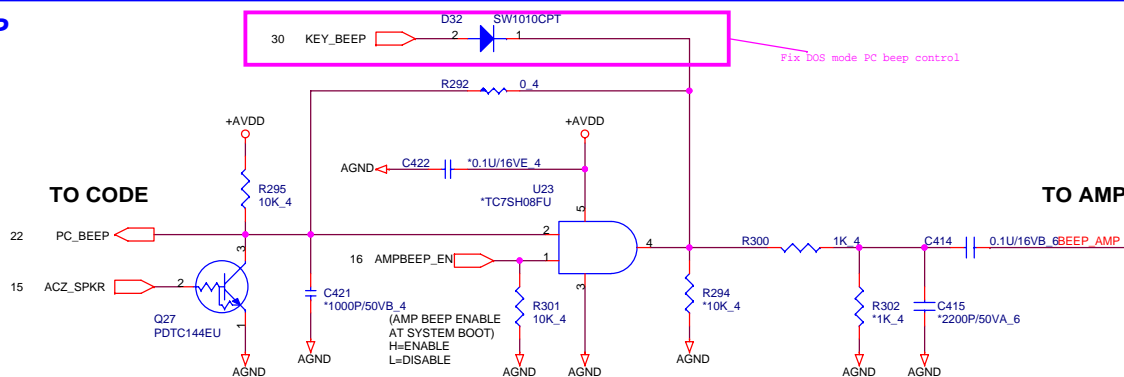 P
D32 SW1010CPT
30 KEY_BEEP 2 1
Fix DOS mode PC beep control
R292 0_4
+AVDD +AVDD
AGND C422 *0.1U/16VE_4
R295
10K_4
U23
*TC7SH08FU
TO CODE
TO AMP
5
22 PC_BEEP
3
2
4
R300 1K_4 C414 0.1U/16VB_6 BEEP_AMP
16 AMPBEEP_EN 1
15 ACZ_SPKR 2
3
C421
*1000P/50VB_4
R301
10K_4
R294
*10K_4
R302
*1K_4
C415
*2200P/50VA_6
1
Q27
PDTC144EU
(AMP BEEP ENABLE
AT SYSTEM BOOT)
H=ENABLE
L=DISABLE
AGND AGND AGND AGND AGND AGND AGND